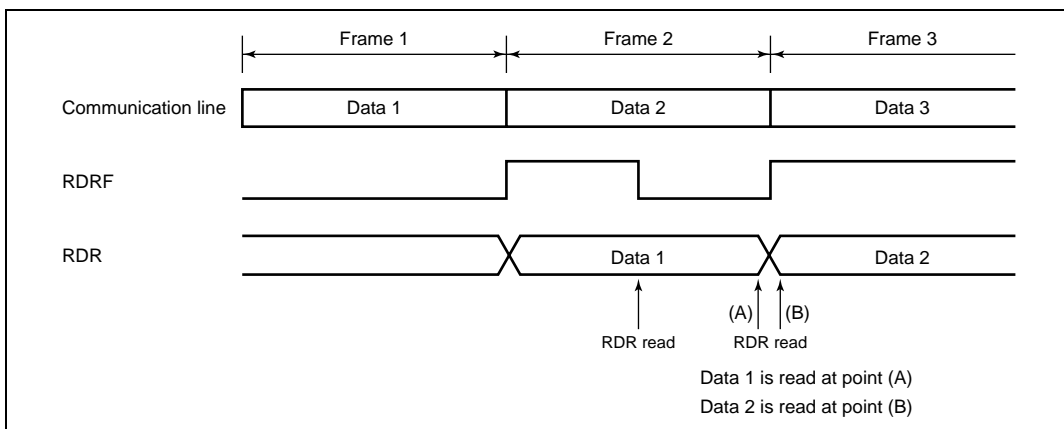 Frame 1 Frame 2 Frame 3
Communication line Data 1 Data 2 Data 3
RDRF
RDR Data 1 Data 2
(A) (B)
RDR read RDR read
Data 1 is read at point (A)
Data 2 is read at point (B)